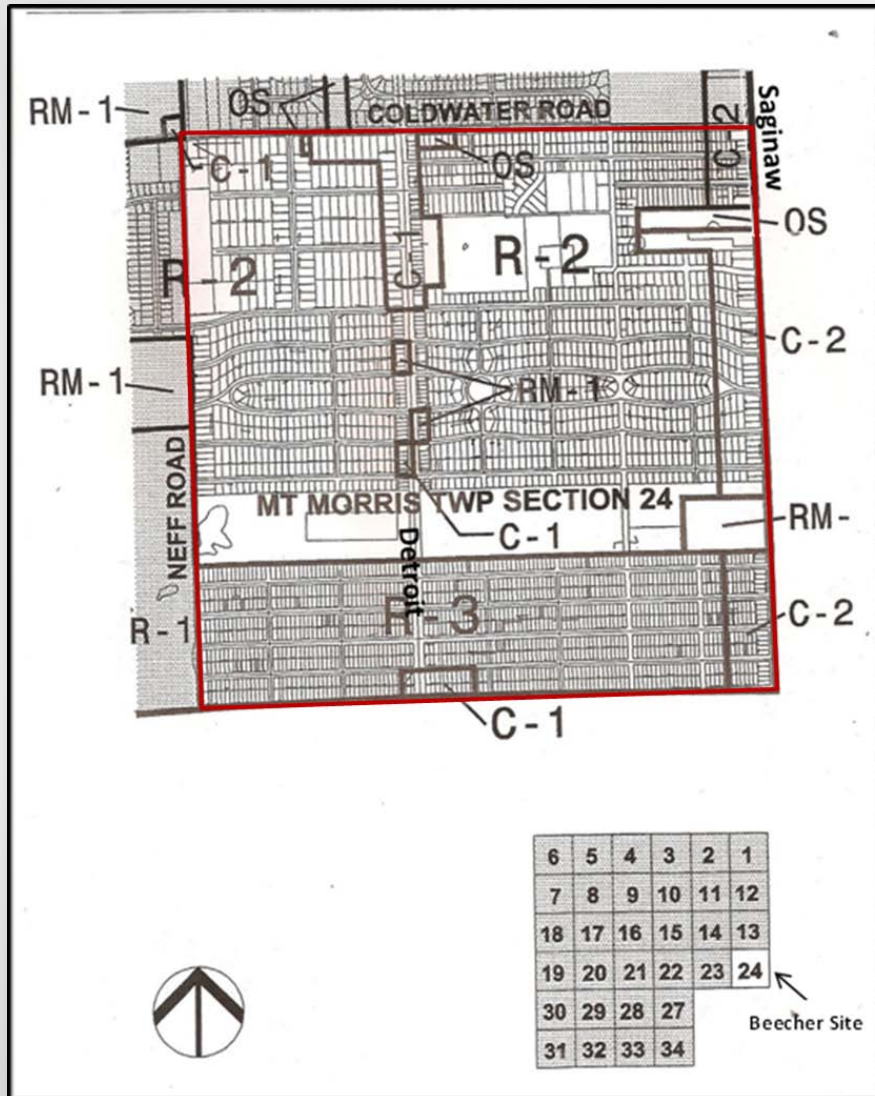 RM-1
OS
COLDWATER ROAD
C-2
Saginaw
C-1
OS
OS
R-2
C-1
R-2
C-2
RM-1
RM-1
NEFF ROAD
MT MORRIS TWP SECTION 24
RM-
C-1
Detroit
R-1
R-3
C-2
C-1
6 5 4 3 2 1
7 8 9 10 11 12
18 17 16 15 14 13
19 20 21 22 23 24
30 29 28 27
31 32 33 34
Beecher Site